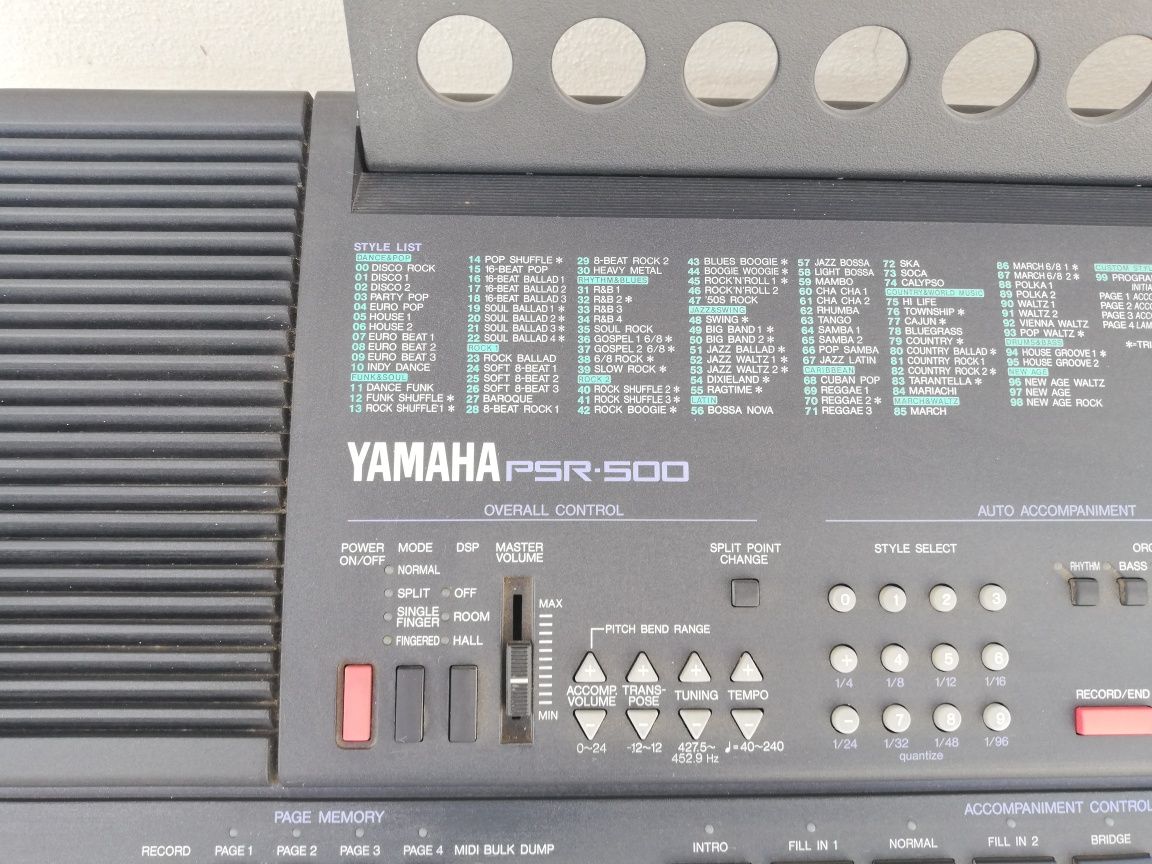 STYLE LIST
DANCE&POP
00 DISCO ROCK
01 DISCO 1
02 DISCO 2
03 PARTY POP
04 EURO POP
05 HOUSE 1
06 HOUSE 2
07 EURO BEAT 1
08 EURO BEAT 2
09 EURO BEAT 3
10 INDY DANCE
FUNK&SOUL
11 DANCE FUNK
12 FUNK SHUFFLE*
13 ROCK SHUFFLE 1 *
14 POP SHUFFLE *
15 16-BEAT POP
16 16-BEAT BALLAD 1
17 16-BEAT BALLAD 2
18 16-BEAT BALLAD 3
19 SOUL BALLAD 1 *
20 SOUL BALLAD 2 *
21 SOUL BALLAD 3 *
22 SOUL BALLAD 4 *
ROCK 1
23 ROCK BALLAD
24 SOFT 8-BEAT 1
25 SOFT 8-BEAT 2
26 SOFT 8-BEAT 3
27 BAROQUE
28 8-BEAT ROCK 1
29 8-BEAT ROCK 2
30 HEAVY METAL
RHYTHM&BLUES
31 R&B 1
32 R&B 2 *
33 R&B 3
34 R&B 4
35 SOUL ROCK
36 GOSPEL 1 6/8 *
37 GOSPEL 2 6/8 *
38 6/8 ROCK *
39 SLOW ROCK *
ROCK 2
40 ROCK SHUFFLE 2 *
41 ROCK SHUFFLE 3 *
42 ROCK BOOGIE *
43 BLUES BOOGIE *
44 BOOGIE WOOGIE *
45 ROCK'N'ROLL 1 *
46 ROCK'N'ROLL 2
47 '50S ROCK
JAZZ&SWING
48 SWING *
49 BIG BAND 1 *
50 BIG BAND 2 *
51 JAZZ BALLAD *
52 JAZZ WALTZ 1 *
53 JAZZ WALTZ 2 *
54 DIXIELAND *
55 RAGTIME *
LATIN
56 BOSSA NOVA
57 JAZZ BOSSA
58 LIGHT BOSSA
59 MAMBO
60 CHA CHA 1
61 CHA CHA 2
62 RHUMBA
63 TANGO
64 SAMBA 1
65 SAMBA 2
66 POP SAMBA
67 JAZZ LATIN
CARIBBEAN
68 CUBAN POP
69 REGGAE 1
70 REGGAE 2 *
71 REGGAE 3
72 SKA
73 SOCA
74 CALYPSO
COUNTRY&WORLD MUSIC
75 HI LIFE
76 TOWNSHIP *
77 CAJUN *
78 BLUEGRASS
79 COUNTRY *
80 COUNTRY BALLAD *
81 COUNTRY ROCK 1
82 COUNTRY ROCK 2 *
83 TARANTELLA *
84 MARIACHI
MARCH&WALTZ
85 MARCH
86 MARCH 6/8 1 *
87 MARCH 6/8 2 *
88 POLKA 1
89 POLKA 2
90 WALTZ 1
91 WALTZ 2
92 VIENNA WALTZ
93 POP WALTZ *
DRUMS&BASS
94 HOUSE GROOVE 1 *
95 HOUSE GROOVE 2
NEW AGE
96 NEW AGE WALTZ
97 NEW AGE
98 NEW AGE ROCK
CUSTOM STYL
99 PROGRAM
INITIA
PAGE 1 ACCO
PAGE 2 ACCO
PAGE 3 ACCO
PAGE 4 LAM
*-TRI
YAMAHA PSR-500
OVERALL CONTROL
AUTO ACCOMPANIMENT
POWER ON/OFF
MODE
NORMAL
SPLIT
SINGLE FINGER
FINGERED
DSP
OFF
ROOM
HALL
MASTER VOLUME
MAX
MIN
SPLIT POINT CHANGE
PITCH BEND RANGE
+ + + +
ACCOMP. VOLUME
TRANS-POSE
TUNING
TEMPO
- - - -
0~24
-12~12
427.5~452.9 Hz
♩=40~240
STYLE SELECT
0 1 2 3
+ 4 5 6
1/4 1/8 1/12 1/16
- 7 8 9
1/24 1/32 1/48 1/96
quantize
ORC
RHYTHM BASS
RECORD/END
PAGE MEMORY
RECORD PAGE 1 PAGE 2 PAGE 3 PAGE 4 MIDI BULK DUMP
ACCOMPANIMENT CONTROL
INTRO FILL IN 1 NORMAL FILL IN 2 BRIDGE